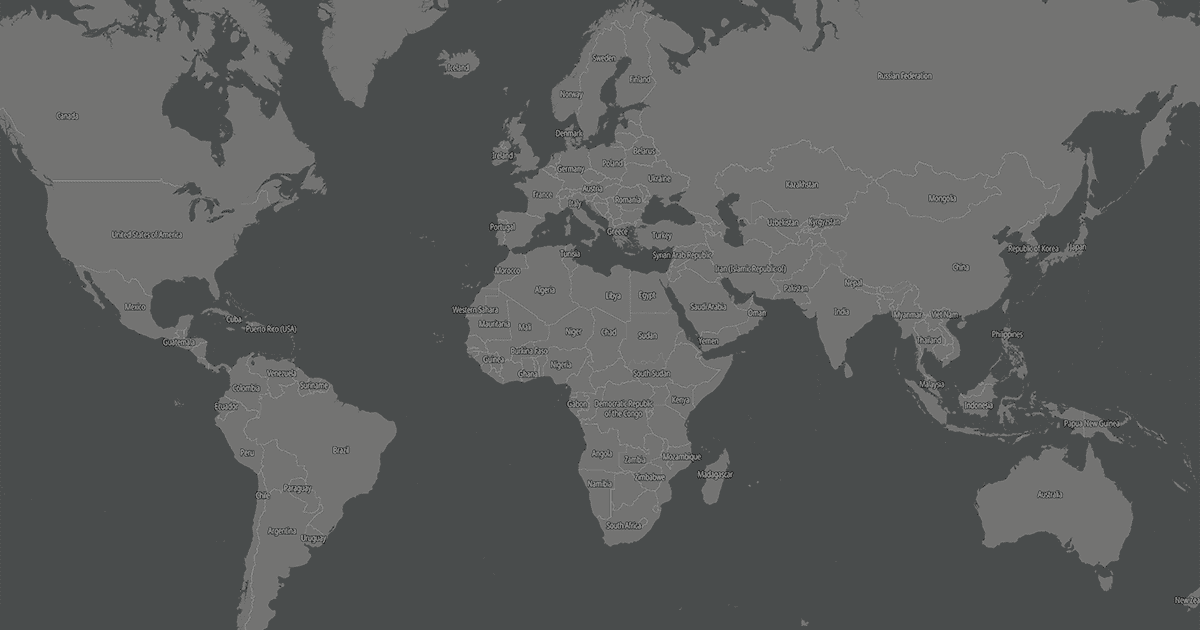 Iceland
Sweden
Finland
Russian Federation
Norway
Canada
Denmark
Ireland
Belarus
Poland
Germany
Ukraine
Kazakhstan
Austria
France
Mongolia
Romania
Italy
Uzbekistan
Kyrgyzstan
Portugal
Greece
United States of America
Turkey
Republic of Korea
Japan
Tunisia
Syrian Arab Republic
Morocco
Iran (Islamic Republic of)
China
Nepal
Pakistan
Algeria
Libya
Egypt
Mexico
Saudi Arabia
Western Sahara
India
Oman
Myanmar
Viet Nam
Cuba
Mauritania
Mali
Puerto Rico (USA)
Niger
Chad
Sudan
Philippines
Guatemala
Yemen
Thailand
Burkina Faso
Guinea
Nigeria
Venezuela
Ghana
South Sudan
Suriname
Malaysia
Colombia
Kenya
Ecuador
Gabon
Democratic Republic
of the Congo
Indonesia
Papua New Guinea
Brazil
Peru
Angola
Zambia
Mozambique
Madagascar
Zimbabwe
Namibia
Paraguay
Chile
Australia
South Africa
Argentina
Uruguay
New Zea